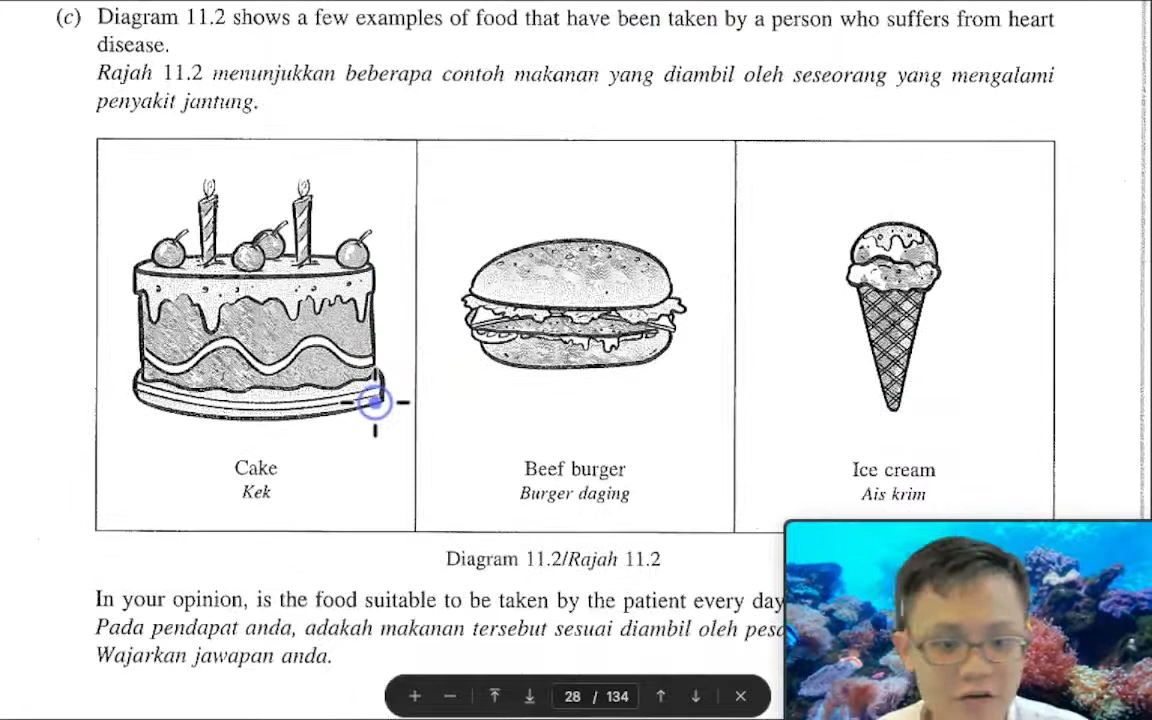 (c) Diagram 11.2 shows a few examples of food that have been taken by a person who suffers from heart
disease.
Rajah 11.2 menunjukkan beberapa contoh makanan yang diambil oleh seseorang yang mengalami
penyakit jantung.
Cake
Kek
Beef burger
Burger daging
Ice cream
Ais krim
Diagram 11.2/Rajah 11.2
In your opinion, is the food suitable to be taken by the patient every day
Pada pendapat anda, adakah makanan tersebut sesuai diambil oleh
Wajarkan jawapan anda.
28 / 134